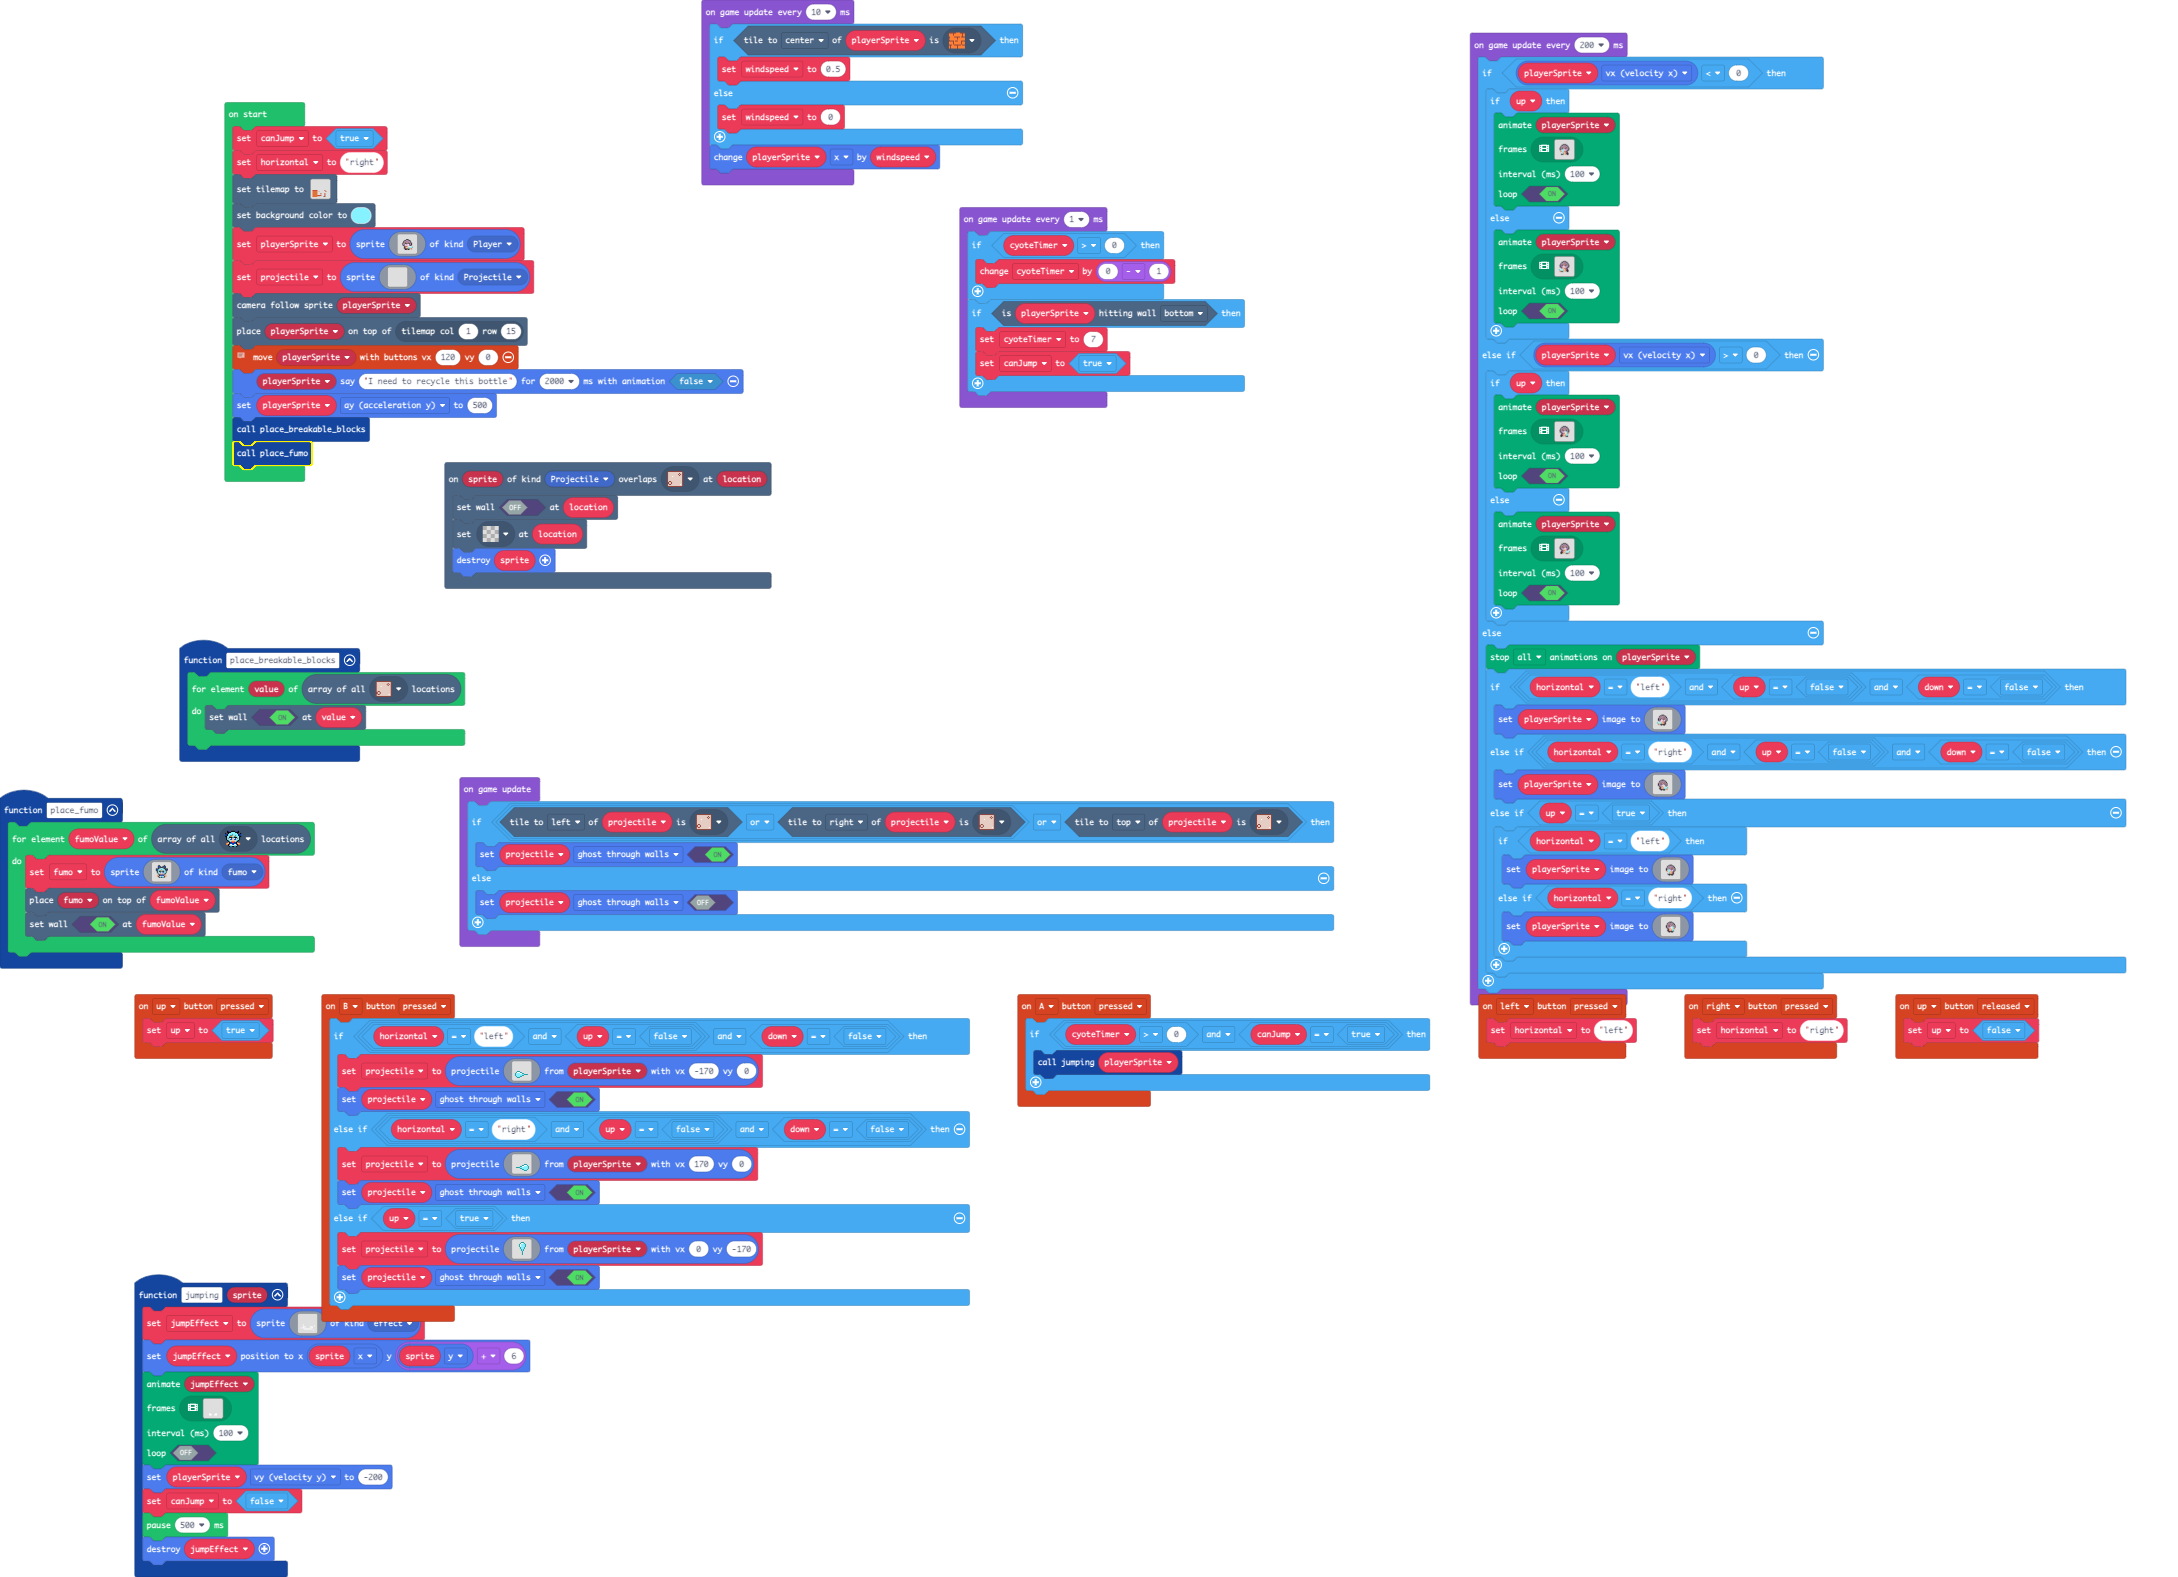 on start
set canJump to true
set horizontal to "right"
set tilemap to
set background color to
set playerSprite to sprite of kind Player
set projectile to sprite of kind Projectile
camera follow sprite playerSprite
place playerSprite on top of tilemap col 1 row 15
move playerSprite with buttons vx 120 vy 0
playerSprite say "I need to recycle this bottle" for 2000 ms with animation false
set playerSprite ay (acceleration y) to 500
call place_breakable_blocks
call place_fumo
on game update every 10 ms
if tile to center of playerSprite is then
set windspeed to 0.5
else
set windspeed to 0
change playerSprite x by windspeed
on game update every 1 ms
if cyoteTimer > 0 then
change cyoteTimer by 0 - 1
if is playerSprite hitting wall bottom then
set cyoteTimer to 7
set canJump to true
on sprite of kind Projectile overlaps at location
set wall OFF at location
set at location
destroy sprite
function place_breakable_blocks
for element value of array of all locations
do
set wall ON at value
function place_fumo
for element fumoValue of array of all locations
do
set fumo to sprite of kind fumo
place fumo on top of fumoValue
set wall ON at fumoValue
on game update
if tile to left of projectile is or tile to right of projectile is or tile to top of projectile is then
set projectile ghost through walls ON
else
set projectile ghost through walls OFF
on game update every 200 ms
if playerSprite vx (velocity x) < 0 then
if up then
animate playerSprite
frames
interval (ms) 100
loop ON
else
animate playerSprite
frames
interval (ms) 100
loop ON
else if playerSprite vx (velocity x) > 0 then
if up then
animate playerSprite
frames
interval (ms) 100
loop ON
else
animate playerSprite
frames
interval (ms) 100
loop ON
else
stop all animations on playerSprite
if horizontal = "left" and up = false and down = false then
set playerSprite image to
else if horizontal = "right" and up = false and down = false then
set playerSprite image to
else if up = true then
if horizontal = "left" then
set playerSprite image to
else if horizontal = "right" then
set playerSprite image to
on up button pressed
set up to true
on B button pressed
if horizontal = "left" and up = false and down = false then
set projectile to projectile from playerSprite with vx -170 vy 0
set projectile ghost through walls ON
else if horizontal = "right" and up = false and down = false then
set projectile to projectile from playerSprite with vx 170 vy 0
set projectile ghost through walls ON
else if up = true then
set projectile to projectile from playerSprite with vx 0 vy -170
set projectile ghost through walls ON
on A button pressed
if cyoteTimer > 0 and canJump = true then
call jumping playerSprite
on left button pressed
set horizontal to "left"
on right button pressed
set horizontal to "right"
on up button released
set up to false
function jumping sprite
set jumpEffect to sprite of kind effect
set jumpEffect position to x sprite x y sprite y + 6
animate jumpEffect
frames
interval (ms) 100
loop OFF
set playerSprite vy (velocity y) to -200
set canJump to false
pause 500 ms
destroy jumpEffect